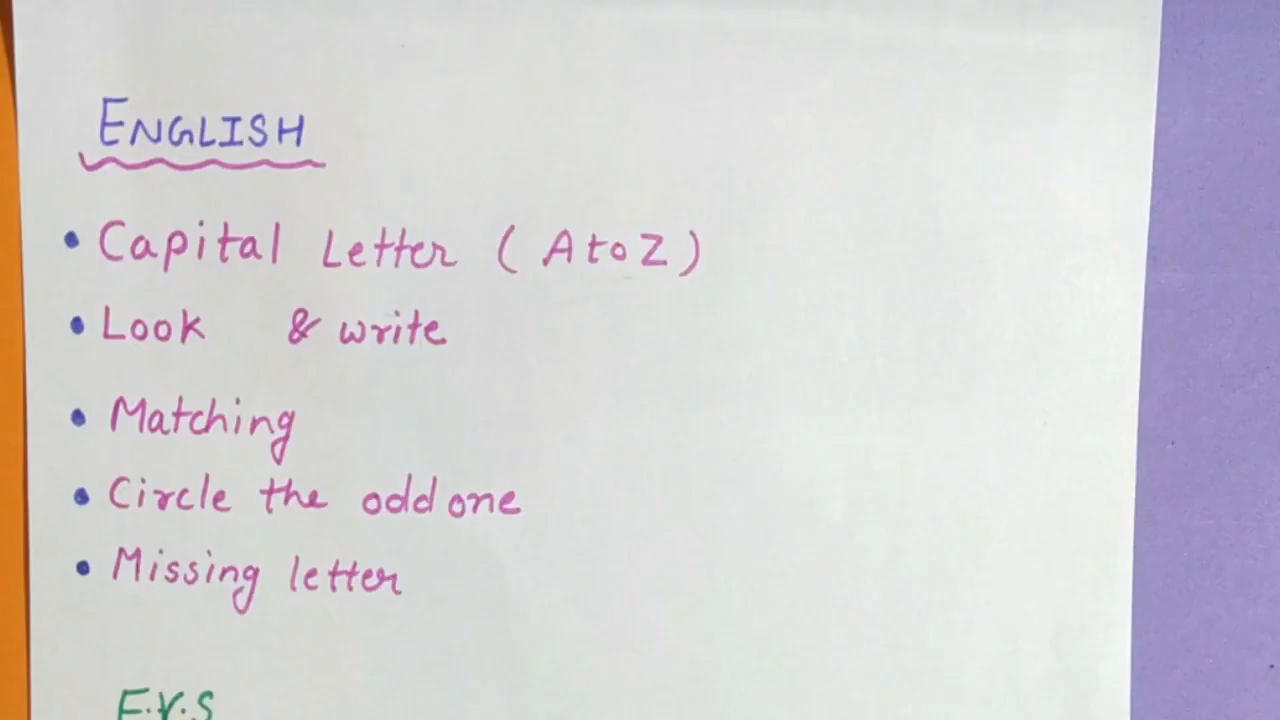 ENGLISH
• Capital Letter ( A to Z )
• Look & write
• Matching
• Circle the odd one
• Missing letter
E.V.S